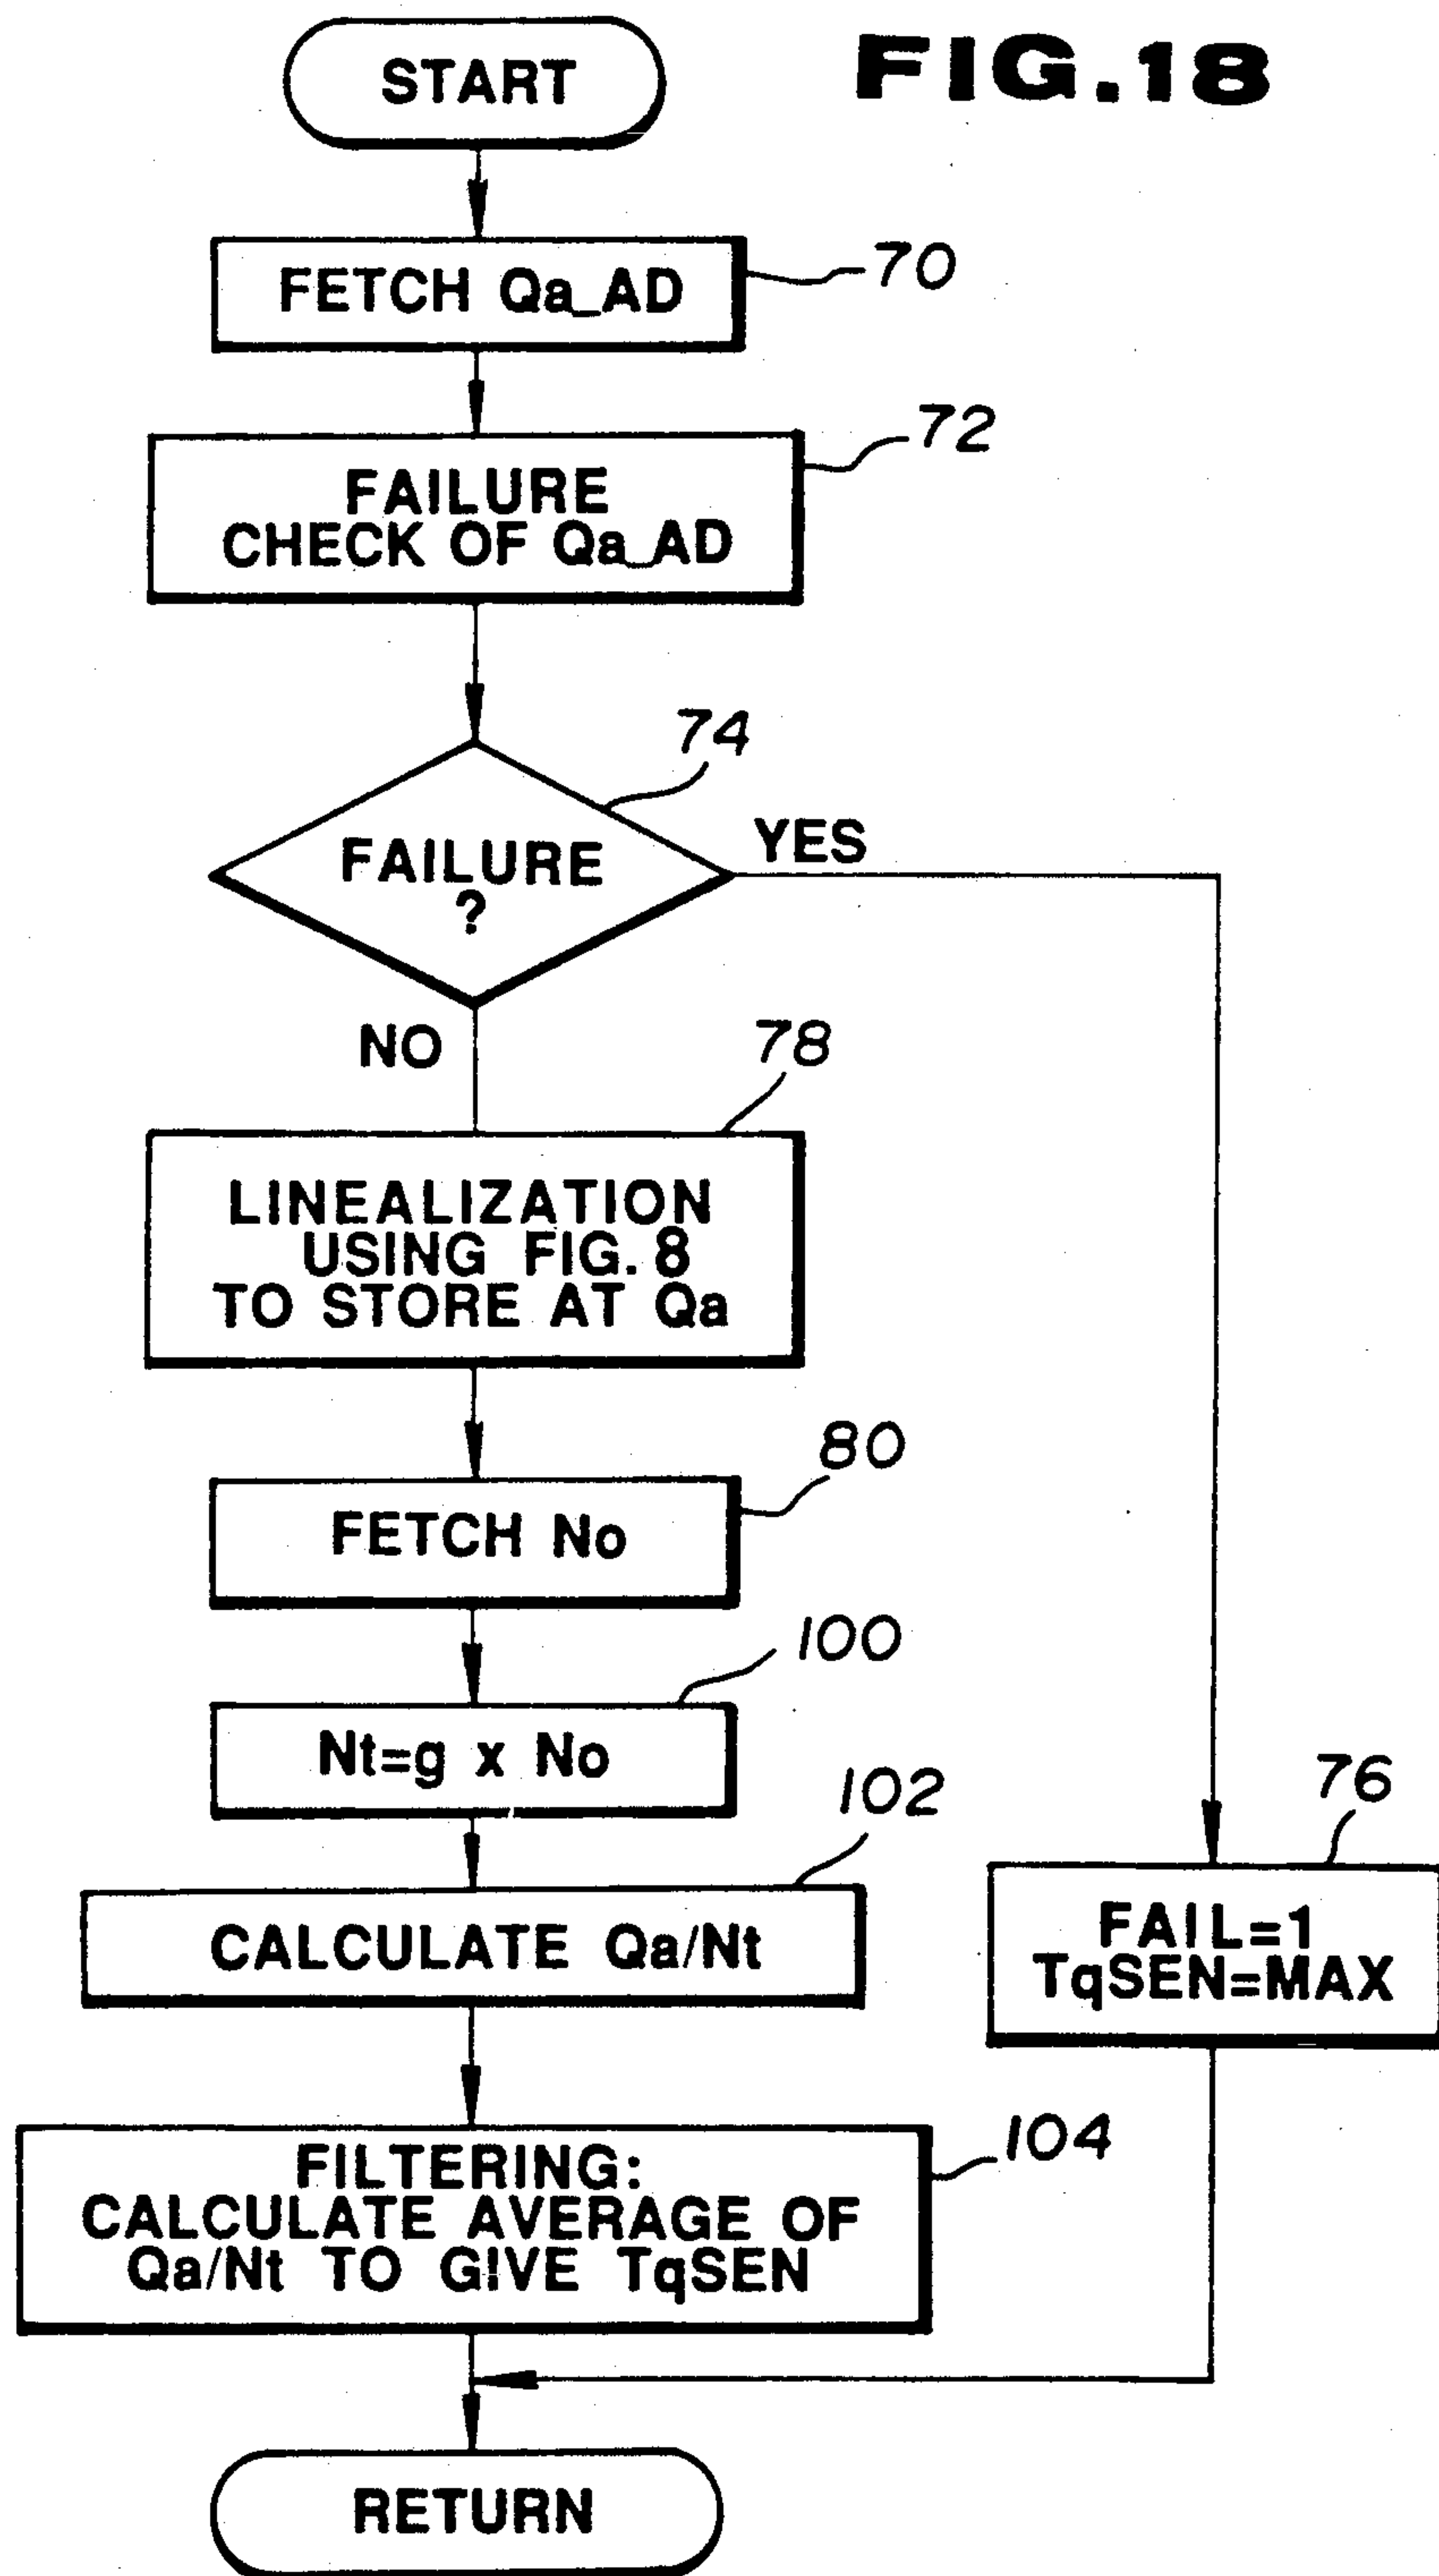 FIG.18
START
FETCH Qa_AD
70
FAILURE
CHECK OF Qa_AD
72
74
FAILURE
?
YES
NO
78
LINEALIZATION
USING FIG. 8
TO STORE AT Qa
80
FETCH No
100
Nt=g x No
102
CALCULATE Qa/Nt
76
FAIL=1
TqSEN=MAX
104
FILTERING:
CALCULATE AVERAGE OF
Qa/Nt TO GIVE TqSEN
RETURN